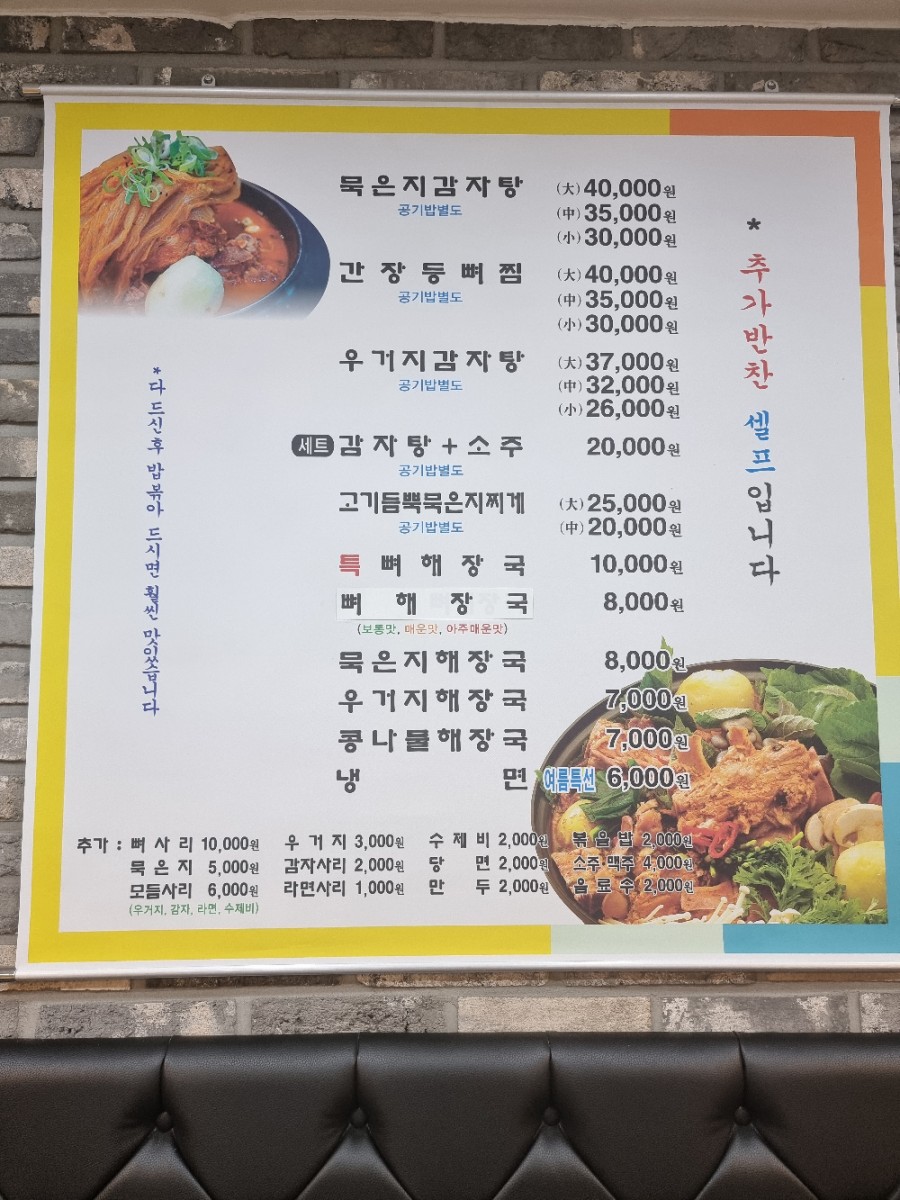 묵은지감자탕 (大) 40,000원
공기밥별도 (中) 35,000원
(小) 30,000원
간장등뼈찜 (大) 40,000원
공기밥별도 (中) 35,000원
(小) 30,000원
우거지감자탕 (大) 37,000원
공기밥별도 (中) 32,000원
(小) 26,000원
세트 감자탕+소주 20,000원
공기밥별도
고기듬뿍묵은지찌게 (大) 25,000원
공기밥별도 (中) 20,000원
특뼈해장국 10,000원
뼈해장국 8,000원
(보통맛, 매운맛, 아주매운맛)
묵은지해장국 8,000원
우거지해장국 7,000원
콩나물해장국 7,000원
냉면 여름특선 6,000원
* 추가반찬 셀프입니다
*다 드신후 밥볶아 드시면 훨씬 맛있습니다
추가 : 뼈사리 10,000원 우거지 3,000원 수제비 2,000원 볶음밥 2,000원
묵은지 5,000원 감자사리 2,000원 당면 2,000원 소주 맥주 4,000원
모듬사리 6,000원 라면사리 1,000원 만두 2,000원 음료수 2,000원
(우거지, 감자, 라면, 수제비)